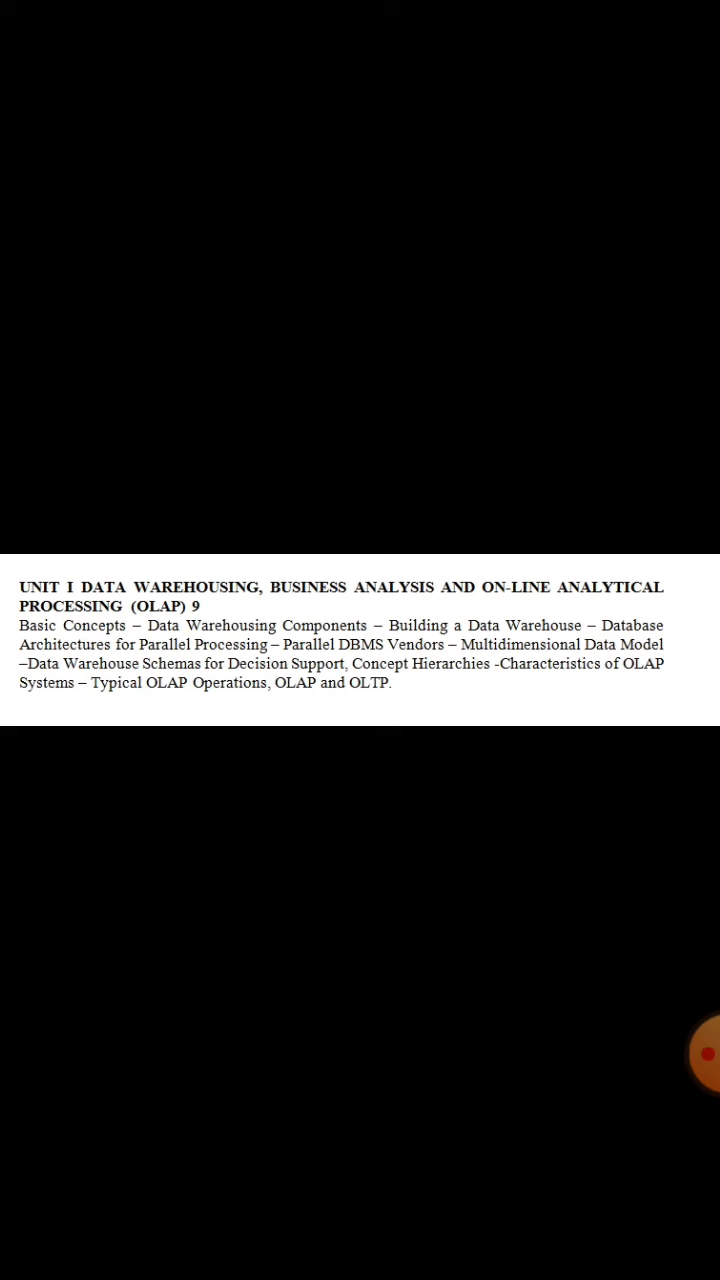 UNIT I DATA WAREHOUSING, BUSINESS ANALYSIS AND ON-LINE ANALYTICAL
PROCESSING (OLAP) 9
Basic Concepts – Data Warehousing Components – Building a Data Warehouse – Database
Architectures for Parallel Processing – Parallel DBMS Vendors – Multidimensional Data Model
–Data Warehouse Schemas for Decision Support, Concept Hierarchies -Characteristics of OLAP
Systems – Typical OLAP Operations, OLAP and OLTP.